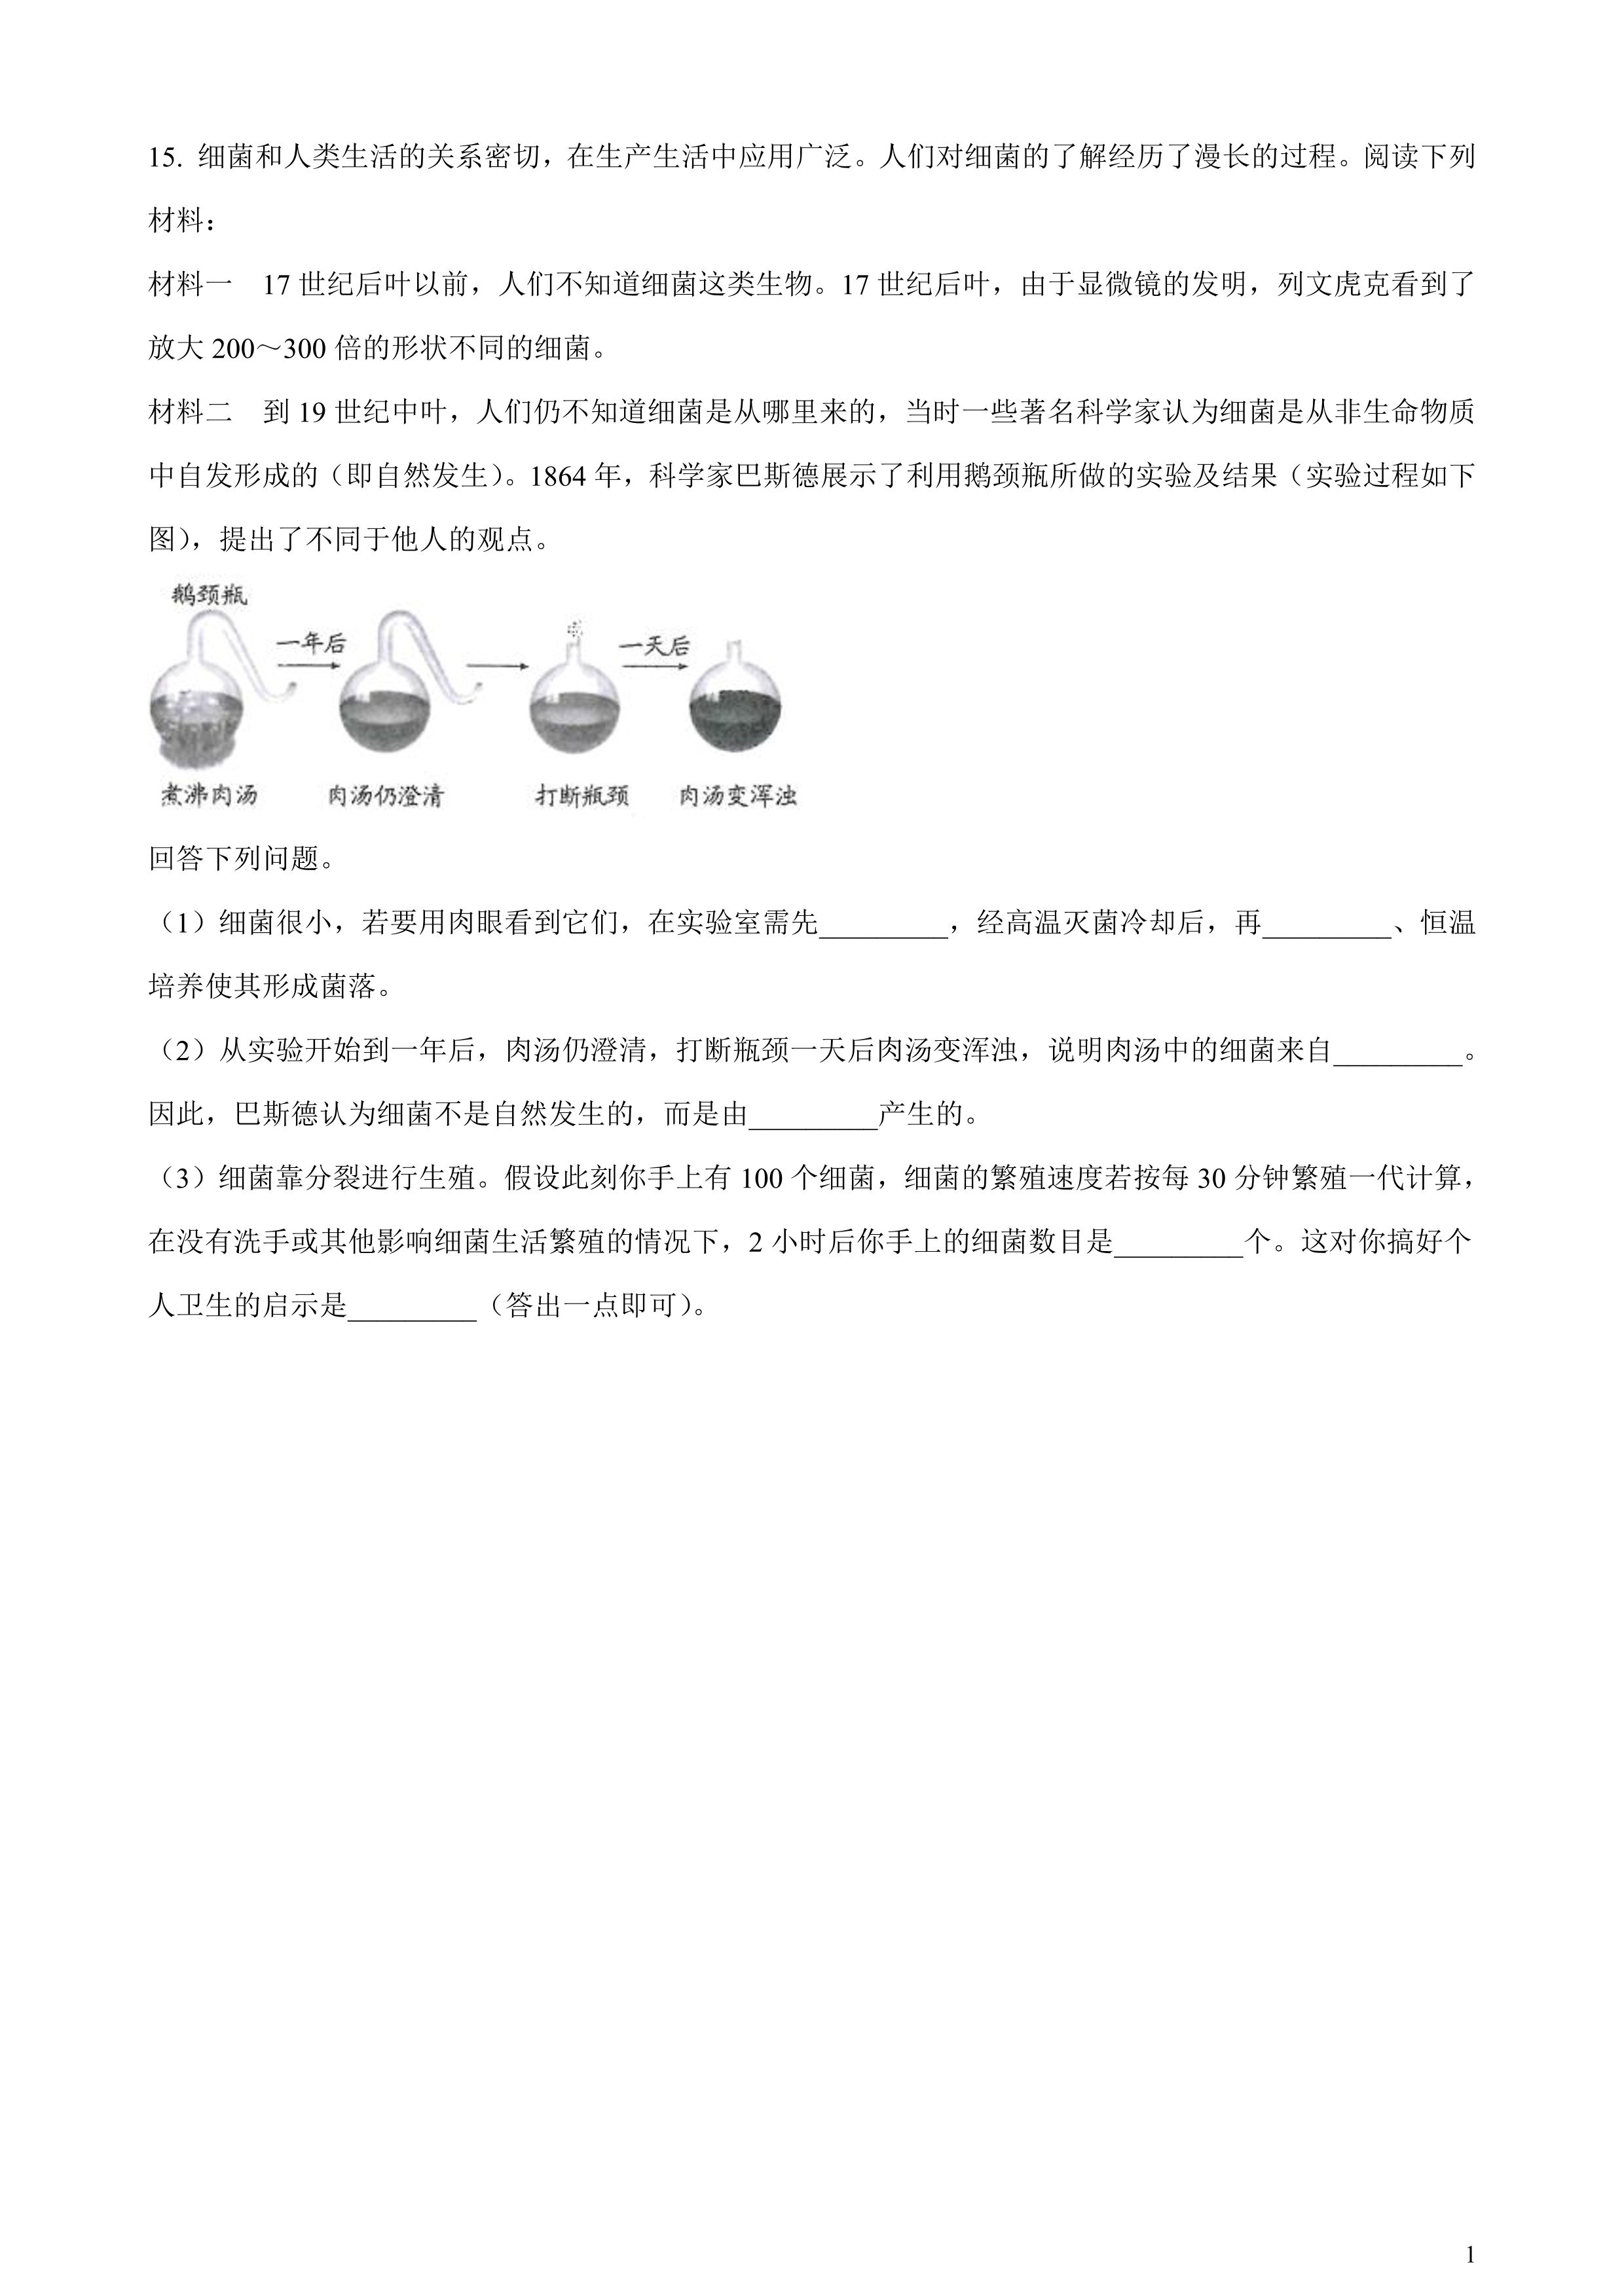 15. 细菌和人类生活的关系密切，在生产生活中应用广泛。人们对细菌的了解经历了漫长的过程。阅读下列
材料：
材料一　17 世纪后叶以前，人们不知道细菌这类生物。17 世纪后叶，由于显微镜的发明，列文虎克看到了
放大 200～300 倍的形状不同的细菌。
材料二　到 19 世纪中叶，人们仍不知道细菌是从哪里来的，当时一些著名科学家认为细菌是从非生命物质
中自发形成的（即自然发生）。1864 年，科学家巴斯德展示了利用鹅颈瓶所做的实验及结果（实验过程如下
图），提出了不同于他人的观点。
鹅颈瓶
一年后
一天后
煮沸肉汤
肉汤仍澄清
打断瓶颈
肉汤变浑浊
回答下列问题。
（1）细菌很小，若要用肉眼看到它们，在实验室需先_________，经高温灭菌冷却后，再_________、恒温
培养使其形成菌落。
（2）从实验开始到一年后，肉汤仍澄清，打断瓶颈一天后肉汤变浑浊，说明肉汤中的细菌来自_________。
因此，巴斯德认为细菌不是自然发生的，而是由_________产生的。
（3）细菌靠分裂进行生殖。假设此刻你手上有 100 个细菌，细菌的繁殖速度若按每 30 分钟繁殖一代计算，
在没有洗手或其他影响细菌生活繁殖的情况下，2 小时后你手上的细菌数目是_________个。这对你搞好个
人卫生的启示是_________（答出一点即可）。
1